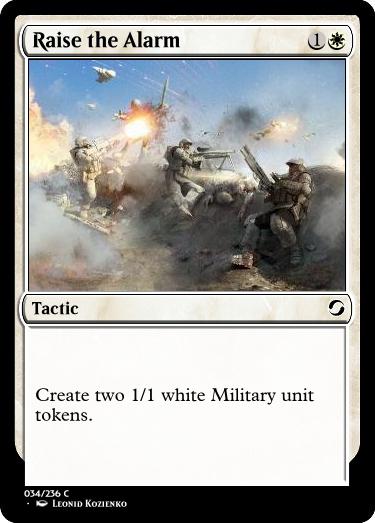 Raise the Alarm 1
Tactic
Create two 1/1 white Military unit
tokens.
034/236 C
· Leonid Kozienko